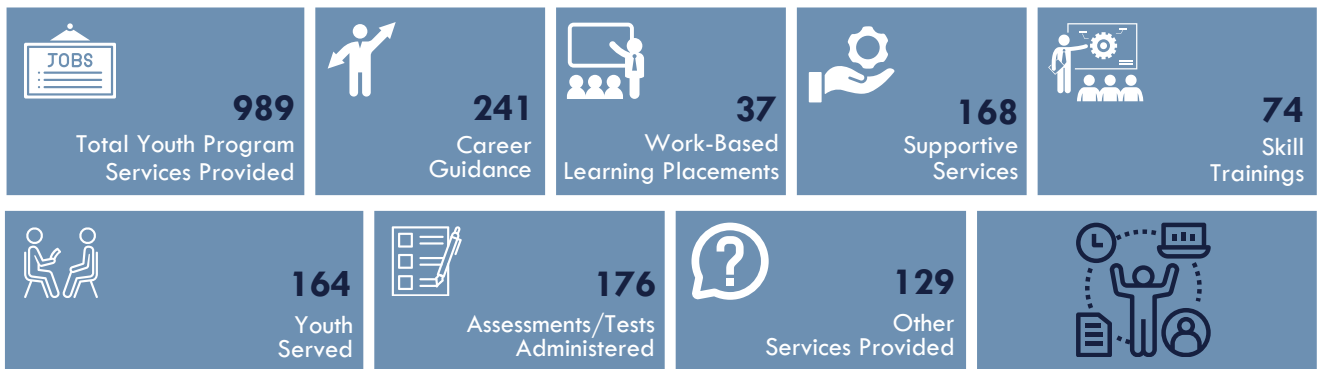 JOBS
989
Total Youth Program
Services Provided
241
Career
Guidance
37
Work-Based
Learning Placements
168
Supportive
Services
74
Skill
Trainings
164
Youth
Served
176
Assessments/Tests
Administered
?
129
Other
Services Provided